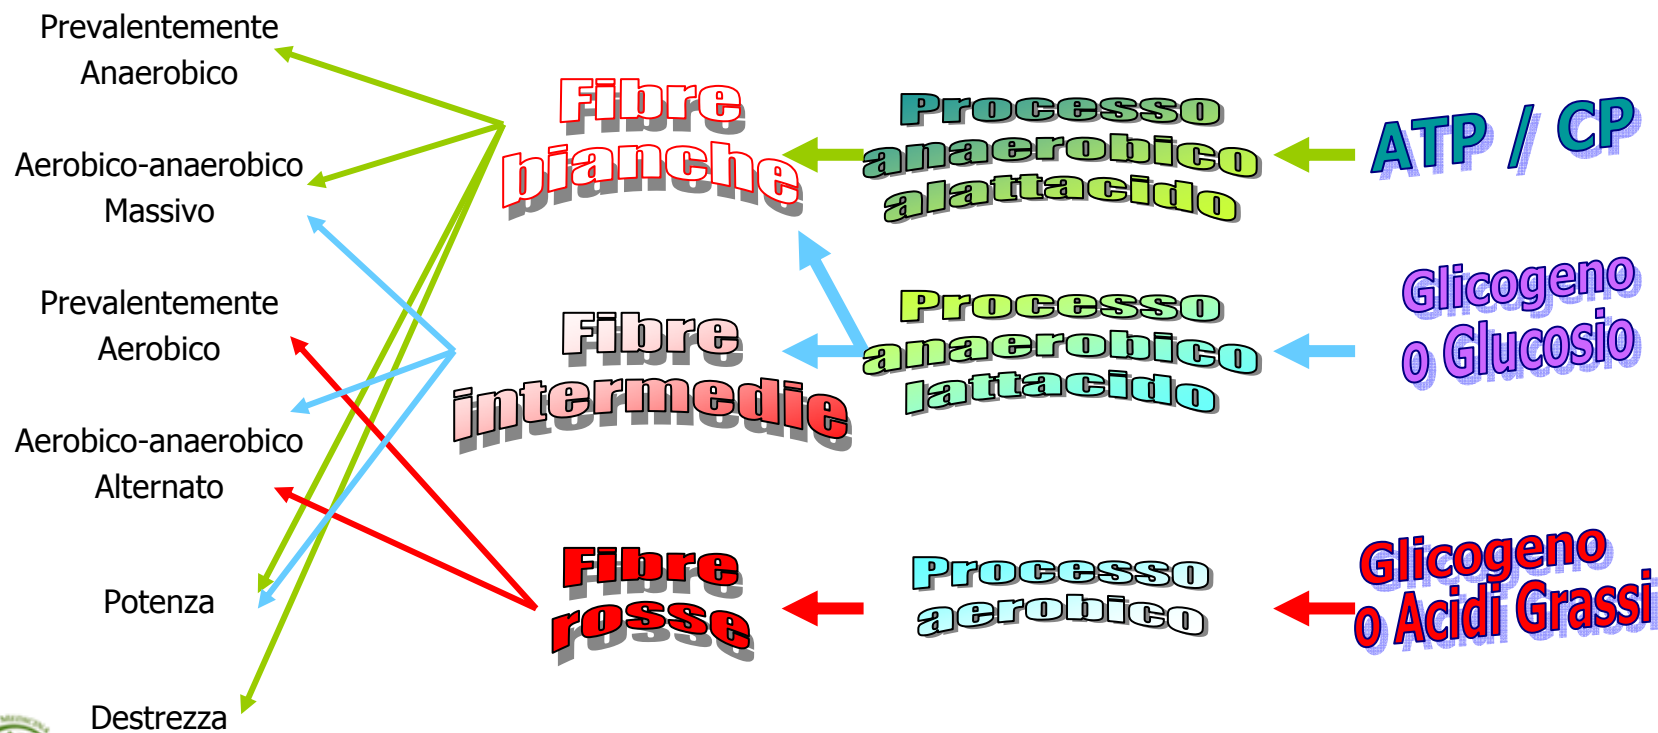 Prevalentemente
Anaerobico
Aerobico-anaerobico
Massivo
Prevalentemente
Aerobico
Aerobico-anaerobico
Alternato
Potenza
Destrezza
Fibre
bianche
Fibre
intermedie
Fibre
rosse
Processo
anaerobico
alattacido
Processo
anaerobico
lattacido
Processo
aerobico
ATP / CP
Glicogeno
o Glucosio
Glicogeno
o Acidi Grassi